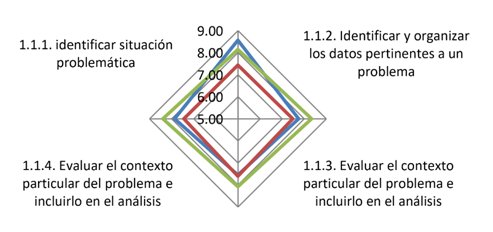 1.1.1. identificar situación
problemática
9.00
8.00
7.00
6.00
5.00
1.1.2. Identificar y organizar
los datos pertinentes a un
problema
1.1.4. Evaluar el contexto
particular del problema e
incluirlo en el análisis
1.1.3. Evaluar el contexto
particular del problema e
incluirlo en el análisis